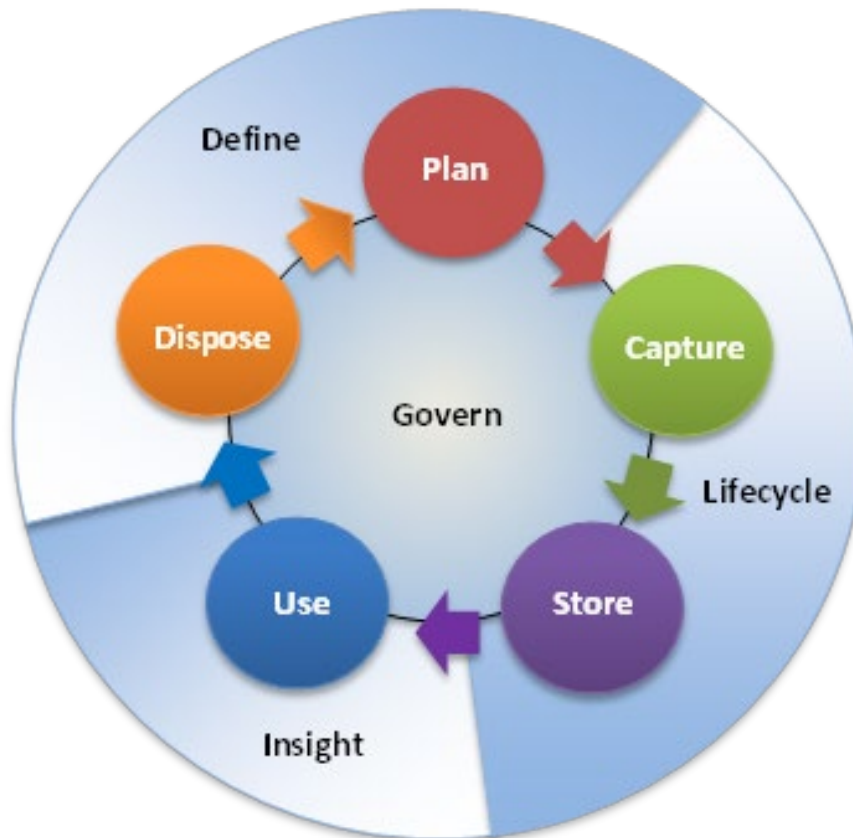 Define
Plan
Dispose
Capture
Govern
Lifecycle
Use
Store
Insight